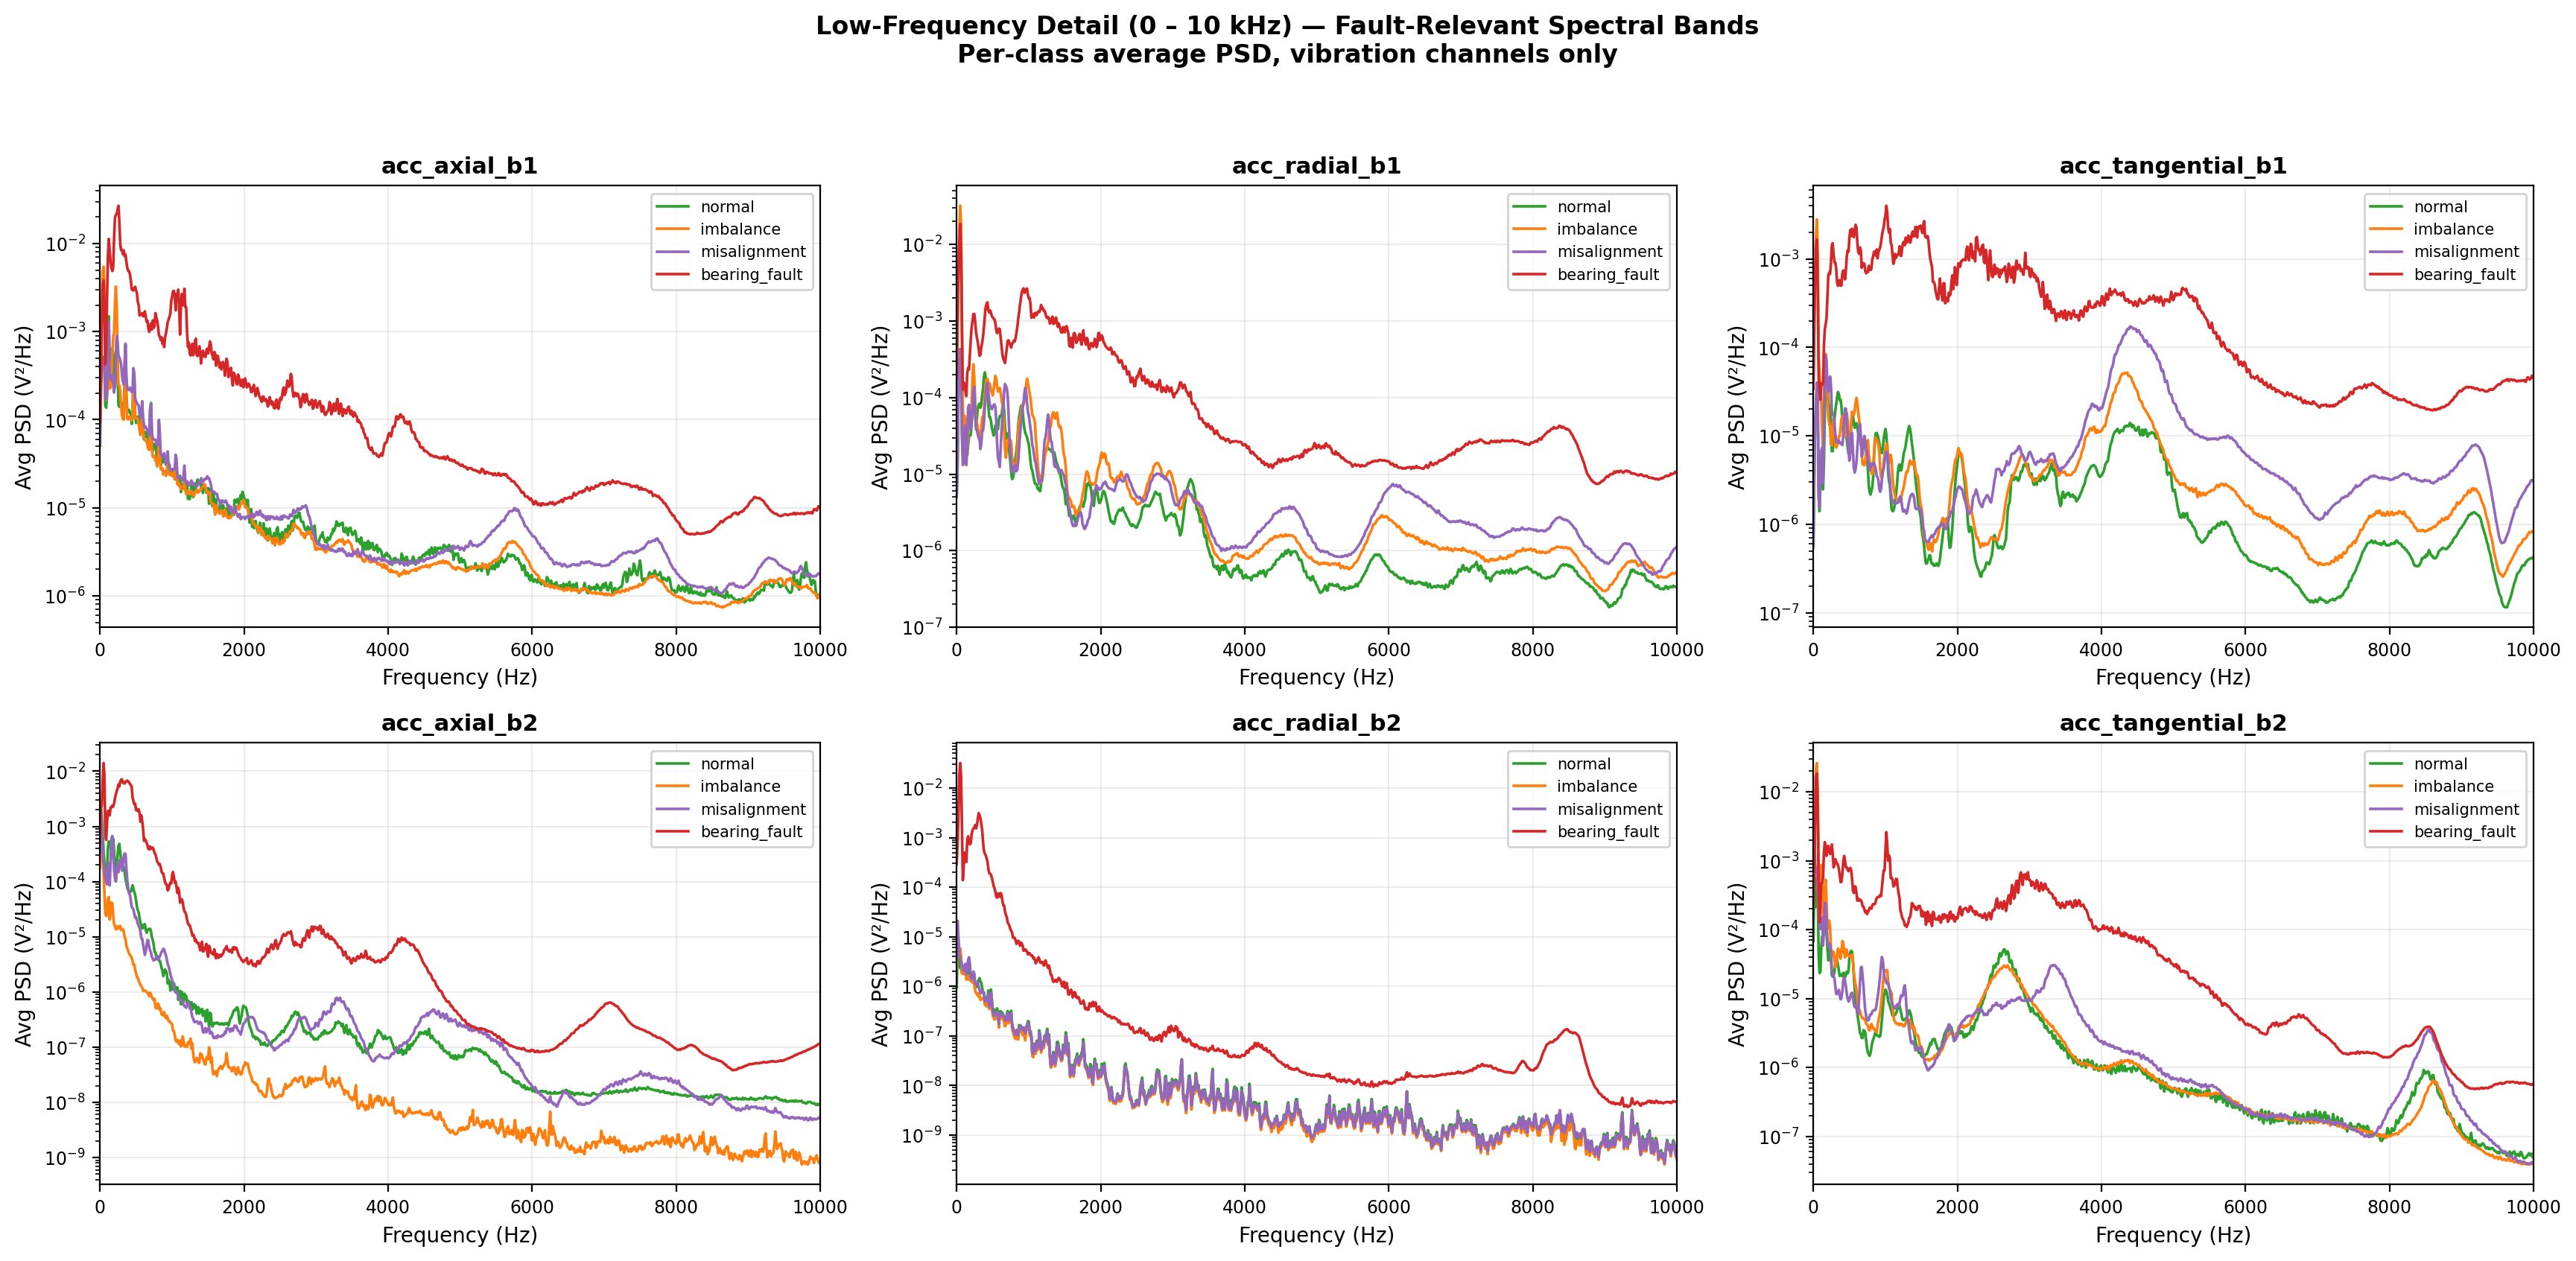 Low-Frequency Detail (0 – 10 kHz) — Fault-Relevant Spectral Bands
Per-class average PSD, vibration channels only
acc_axial_b1
Avg PSD (V²/Hz)
10⁻²
10⁻³
10⁻⁴
10⁻⁵
10⁻⁶
normal
imbalance
misalignment
bearing_fault
0 2000 4000 6000 8000 10000
Frequency (Hz)
acc_radial_b1
Avg PSD (V²/Hz)
10⁻²
10⁻³
10⁻⁴
10⁻⁵
10⁻⁶
10⁻⁷
normal
imbalance
misalignment
bearing_fault
0 2000 4000 6000 8000 10000
Frequency (Hz)
acc_tangential_b1
Avg PSD (V²/Hz)
10⁻³
10⁻⁴
10⁻⁵
10⁻⁶
10⁻⁷
normal
imbalance
misalignment
bearing_fault
0 2000 4000 6000 8000 10000
Frequency (Hz)
acc_axial_b2
Avg PSD (V²/Hz)
10⁻²
10⁻³
10⁻⁴
10⁻⁵
10⁻⁶
10⁻⁷
10⁻⁸
10⁻⁹
normal
imbalance
misalignment
bearing_fault
0 2000 4000 6000 8000 10000
Frequency (Hz)
acc_radial_b2
Avg PSD (V²/Hz)
10⁻²
10⁻³
10⁻⁴
10⁻⁵
10⁻⁶
10⁻⁷
10⁻⁸
10⁻⁹
normal
imbalance
misalignment
bearing_fault
0 2000 4000 6000 8000 10000
Frequency (Hz)
acc_tangential_b2
Avg PSD (V²/Hz)
10⁻²
10⁻³
10⁻⁴
10⁻⁵
10⁻⁶
10⁻⁷
normal
imbalance
misalignment
bearing_fault
0 2000 4000 6000 8000 10000
Frequency (Hz)